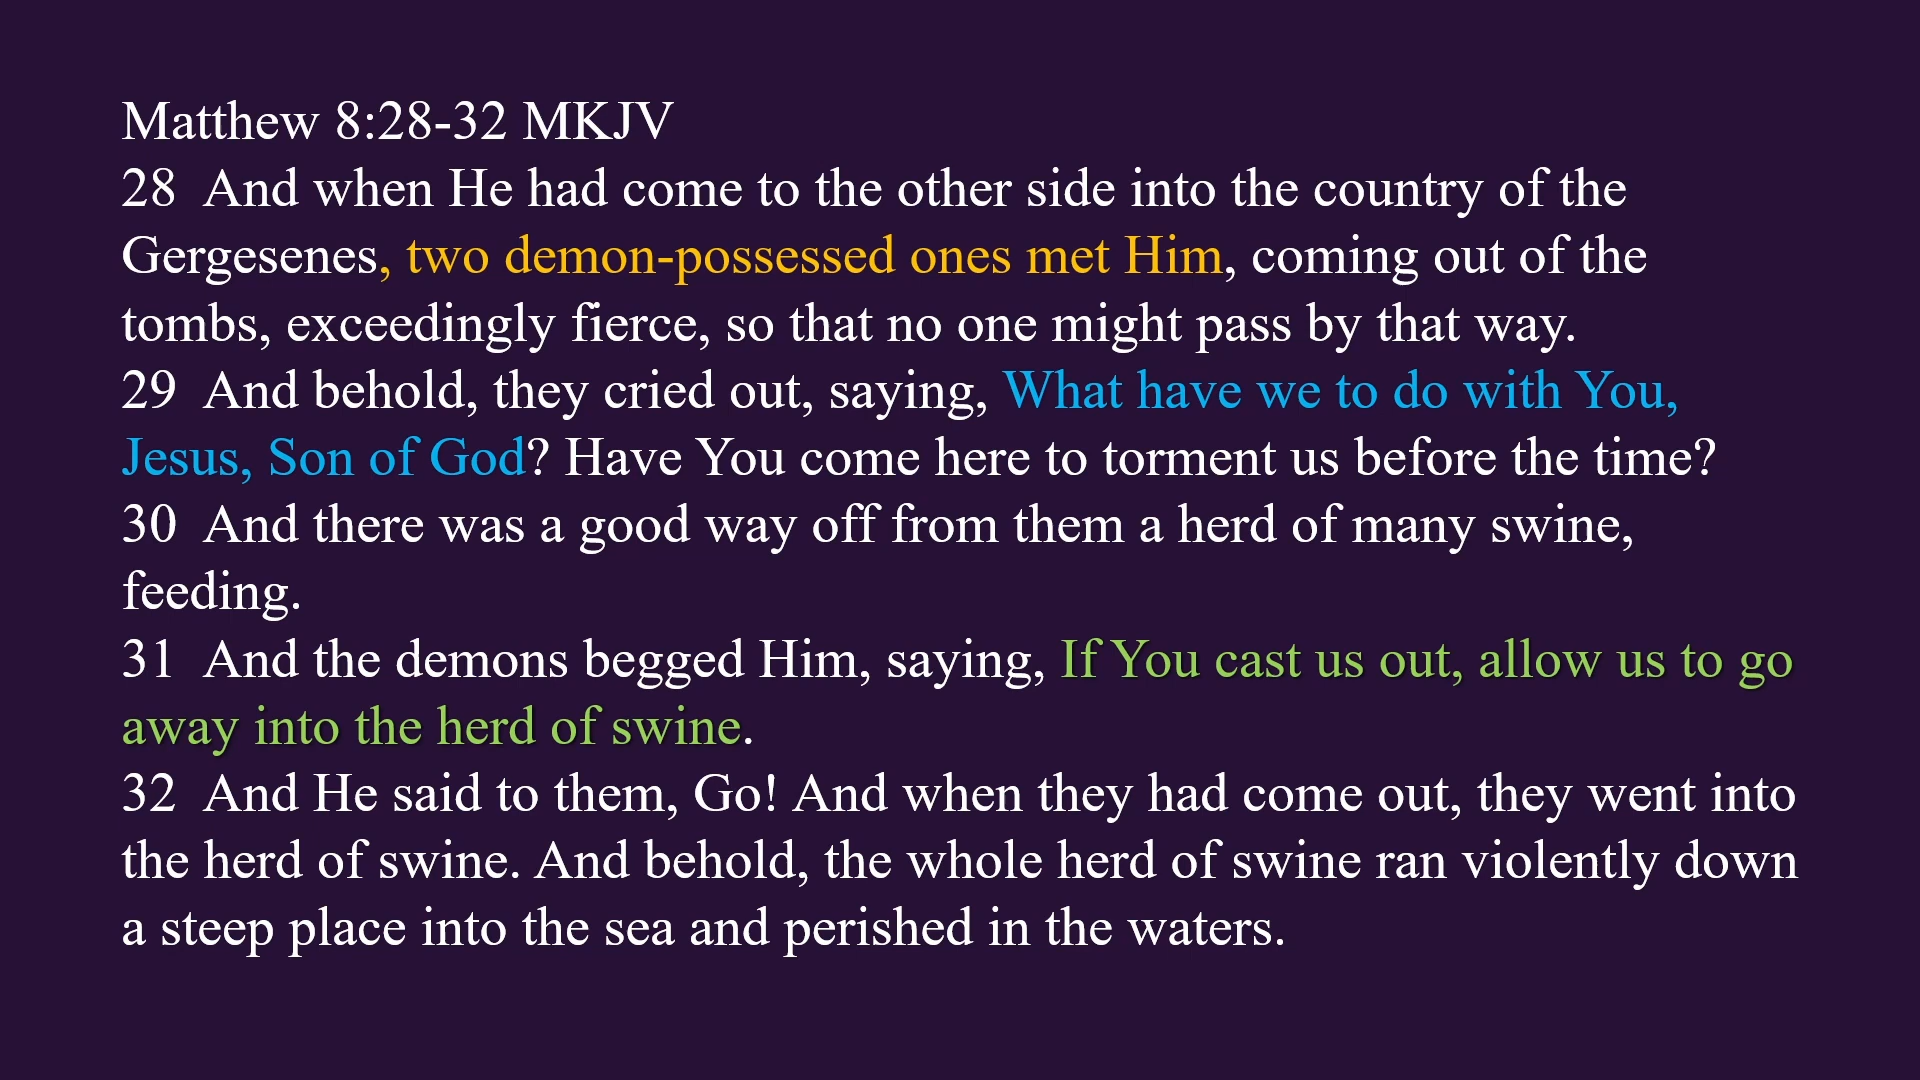 Matthew 8:28-32 MKJV
28  And when He had come to the other side into the country of the
Gergesenes, two demon-possessed ones met Him, coming out of the
tombs, exceedingly fierce, so that no one might pass by that way.
29  And behold, they cried out, saying, What have we to do with You,
Jesus, Son of God? Have You come here to torment us before the time?
30  And there was a good way off from them a herd of many swine,
feeding.
31  And the demons begged Him, saying, If You cast us out, allow us to go
away into the herd of swine.
32  And He said to them, Go! And when they had come out, they went into
the herd of swine. And behold, the whole herd of swine ran violently down
a steep place into the sea and perished in the waters.